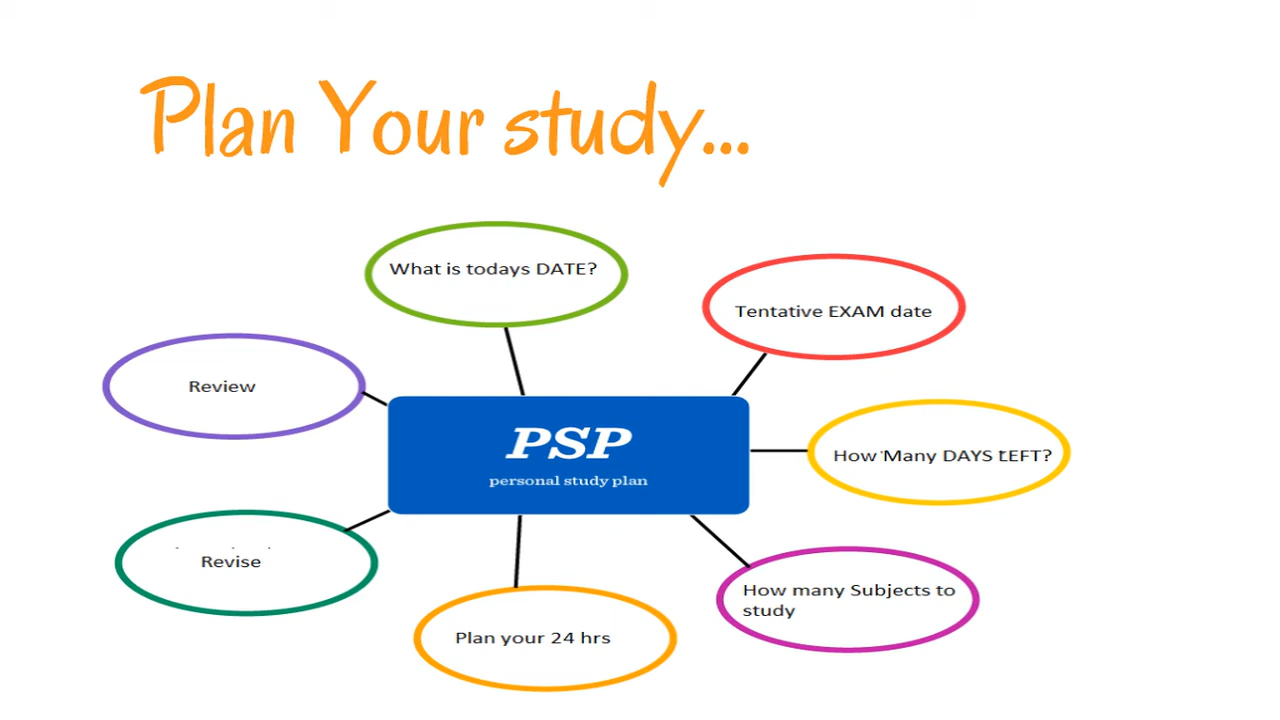 Plan Your study...
What is todays DATE?
Tentative EXAM date
Review
PSP
personal study plan
How Many DAYS LEFT?
Revise
How many Subjects to
study
Plan your 24 hrs